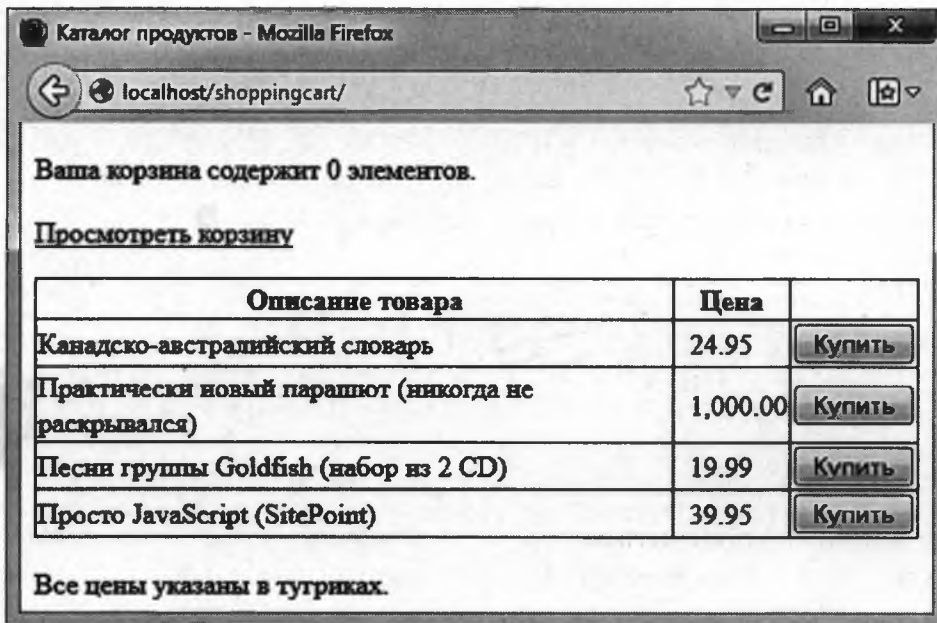 Каталог продуктов - Mozilla Firefox
localhost/shoppingcart/
Ваша корзина содержит 0 элементов.
Просмотреть корзину
Описание товара Цена
Канадско-австралийский словарь 24.95 Купить
Практически новый парашют (никогда не
раскрывался) 1,000.00 Купить
Песни группы Goldfish (набор из 2 CD) 19.99 Купить
Просто JavaScript (SitePoint) 39.95 Купить
Все цены указаны в тугриках.